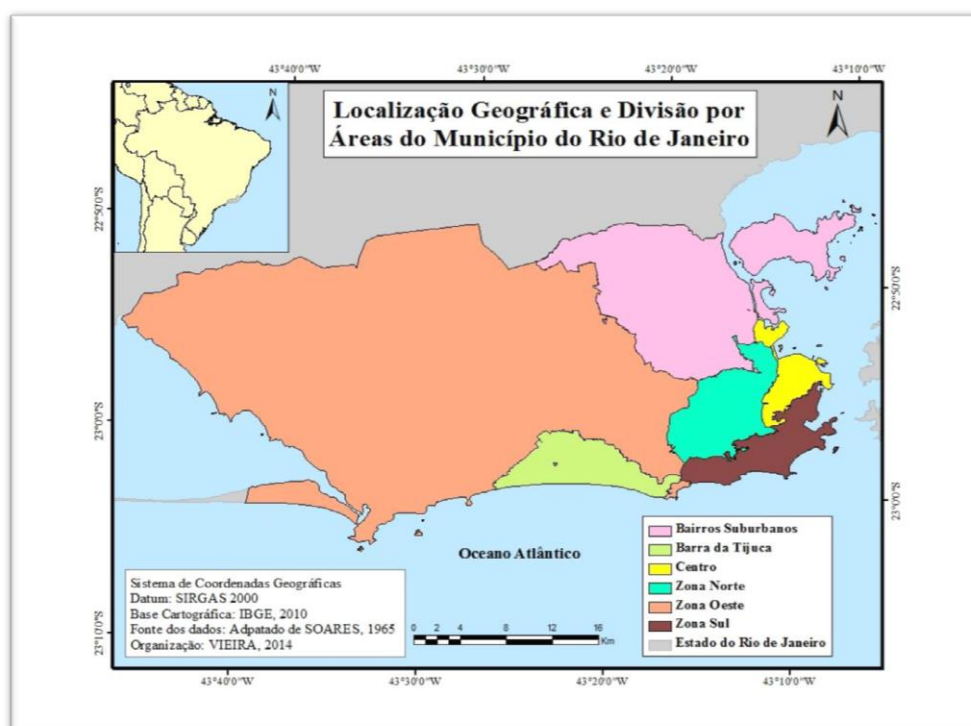 43°40'0"W
43°30'0"W
43°20'0"W
43°10'0"W
N
N
Localização Geográfica e Divisão por
Áreas do Município do Rio de Janeiro
22°50'0"S
22°50'0"S
23°0'0"S
23°0'0"S
23°10'0"S
Oceano Atlântico
Bairros Suburbanos
Barra da Tijuca
Centro
Zona Norte
Zona Oeste
Zona Sul
Estado do Rio de Janeiro
Sistema de Coordenadas Geográficas
Datum: SIRGAS 2000
Base Cartográfica: IBGE, 2010
Fonte dos dados: Adpatado de SOARES, 1965
Organização: VIEIRA, 2014
0 1 2 4 8 12 16
Km
43°40'0"W
43°30'0"W
43°20'0"W
43°10'0"W